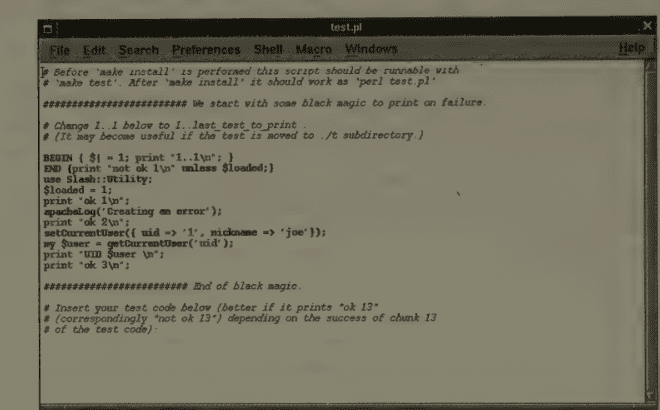 test.pl
File Edit Search Preferences Shell Macro Windows Help
# Before 'make install' is performed this script should be runnable with
# 'make test'. After 'make install' it should work as 'perl test.pl'
######################### We start with some black magic to print on failure.
# Change 1..1 below to 1..last_test_to_print .
# (It may become useful if the test is moved to ./t subdirectory.)
BEGIN { $| = 1; print "1..1\n"; }
END {print "not ok 1\n" unless $loaded;}
use Slash::Utility;
$loaded = 1;
print "ok 1\n";
apacheLog('Creating an error');
print "ok 2\n";
setCurrentUser({ uid => '1', nickname => 'joe'});
my $user = getCurrentUser('uid');
print "UID $user \n";
print "ok 3\n";
######################### End of black magic.
# Insert your test code below (better if it prints "ok 13"
# (correspondingly "not ok 13") depending on the success of chunk 13
# of the test code):